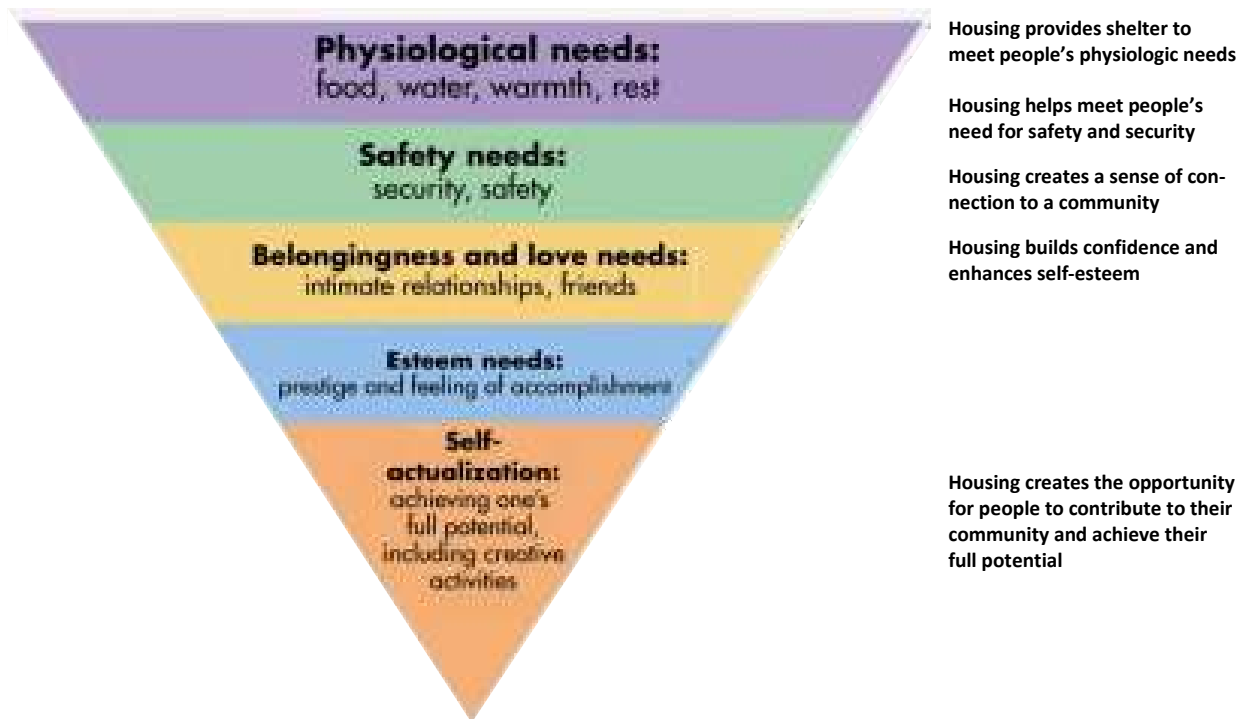 Physiological needs:
food, water, warmth, rest
Safety needs:
security, safety
Belongingness and love needs:
intimate relationships, friends
Esteem needs:
prestige and feeling of accomplishment
Self-
actualization:
achieving one's
full potential,
including creative
activities
Housing provides shelter to
meet people’s physiologic needs
Housing helps meet people’s
need for safety and security
Housing creates a sense of con-
nection to a community
Housing builds confidence and
enhances self-esteem
Housing creates the opportunity
for people to contribute to their
community and achieve their
full potential